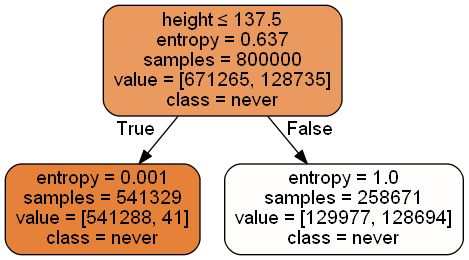 height ≤ 137.5
entropy = 0.637
samples = 800000
value = [671265, 128735]
class = never
True
False
entropy = 0.001
samples = 541329
value = [541288, 41]
class = never
entropy = 1.0
samples = 258671
value = [129977, 128694]
class = never